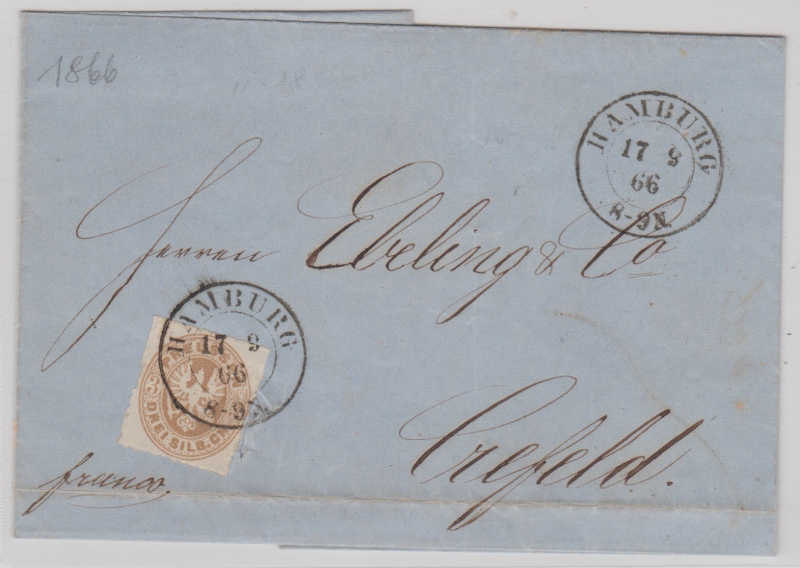 1866
HAMBURG
17 9
66
8-9N.
Herren Ebeling & Co
HAMBURG
17 9
66
8-9N.
DREI SILB.GR
Crefeld.
franco.